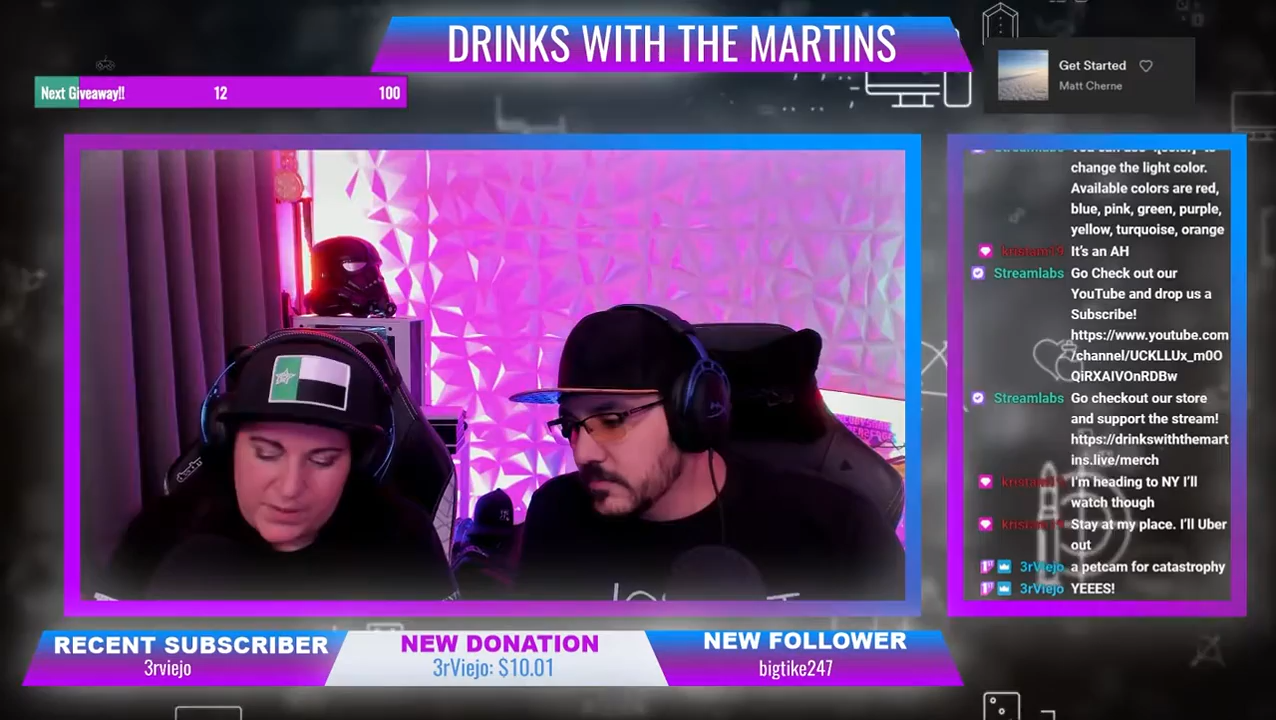 DRINKS WITH THE MARTINS
Get Started
Matt Cherne
Next Giveaway!! 12 100
change the light color.
Available colors are red,
blue, pink, green, purple,
yellow, turquoise, orange
It's an AH
Streamlabs Go Check out our
YouTube and drop us a
Subscribe!
https://www.youtube.com
/channel/UCKLLUx_m0O
QiRXAIVOnRDBw
Streamlabs Go checkout our store
and support the stream!
https://drinkswiththemart
ins.live/merch
I'm heading to NY I'll
watch though
Stay at my place. I'll Uber
out
3rViejo a petcam for catastrophy
3rViejo YEEES!
RECENT SUBSCRIBER
3rviejo
NEW DONATION
3rViejo: $10.01
NEW FOLLOWER
bigtike247